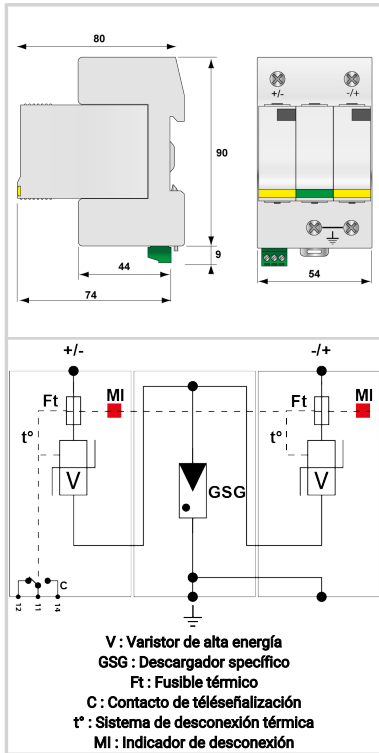 80
+/-
-/+
90
44
9
74
54
+/-
-/+
Ft
MI
Ft
MI
t°
t°
V
GSG
V
C
12
11
14
V : Varistor de alta energía
GSG : Descargador specífico
Ft : Fusible térmico
C : Contacto de téléseñalización
t° : Sistema de desconexión térmica
MI : Indicador de desconexión